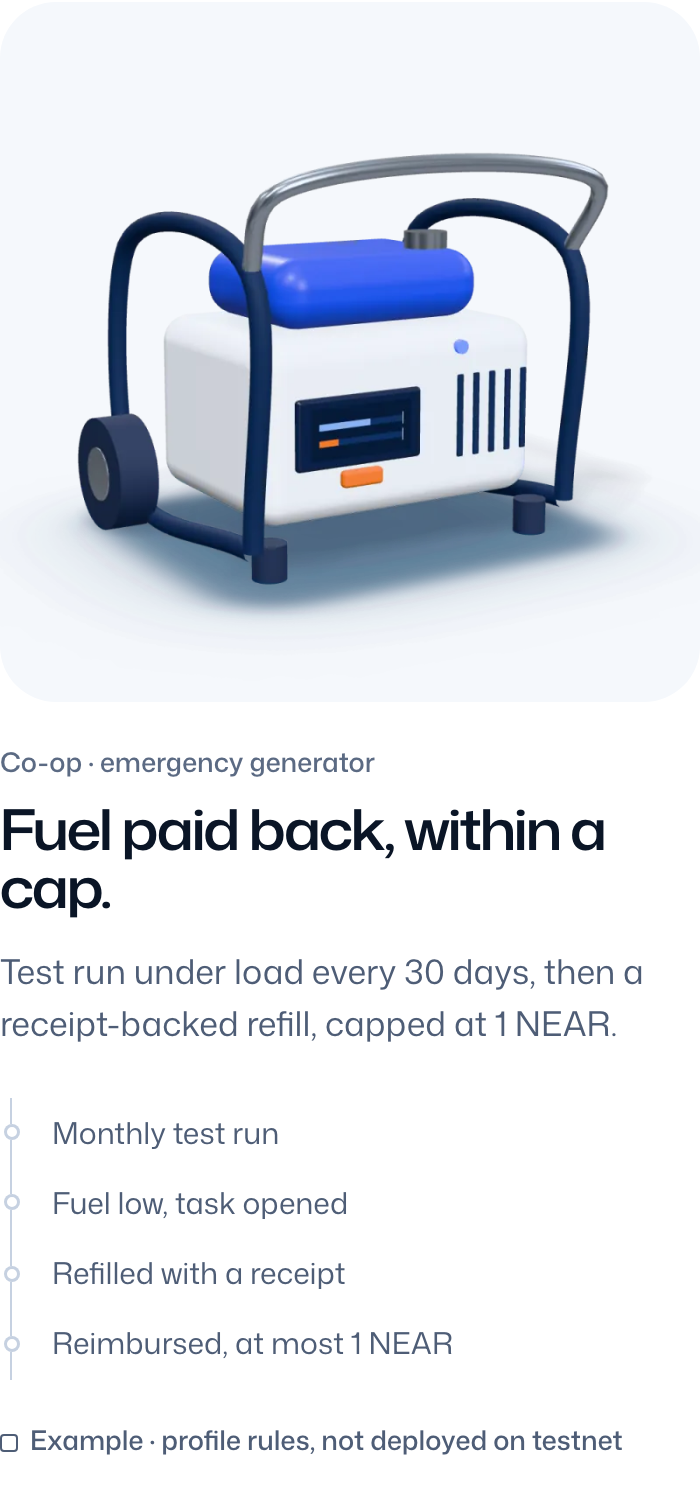 Co-op · emergency generator
Fuel paid back, within a
cap.
Test run under load every 30 days, then a
receipt-backed refill, capped at 1 NEAR.
Monthly test run
Fuel low, task opened
Refilled with a receipt
Reimbursed, at most 1 NEAR
Example · profile rules, not deployed on testnet